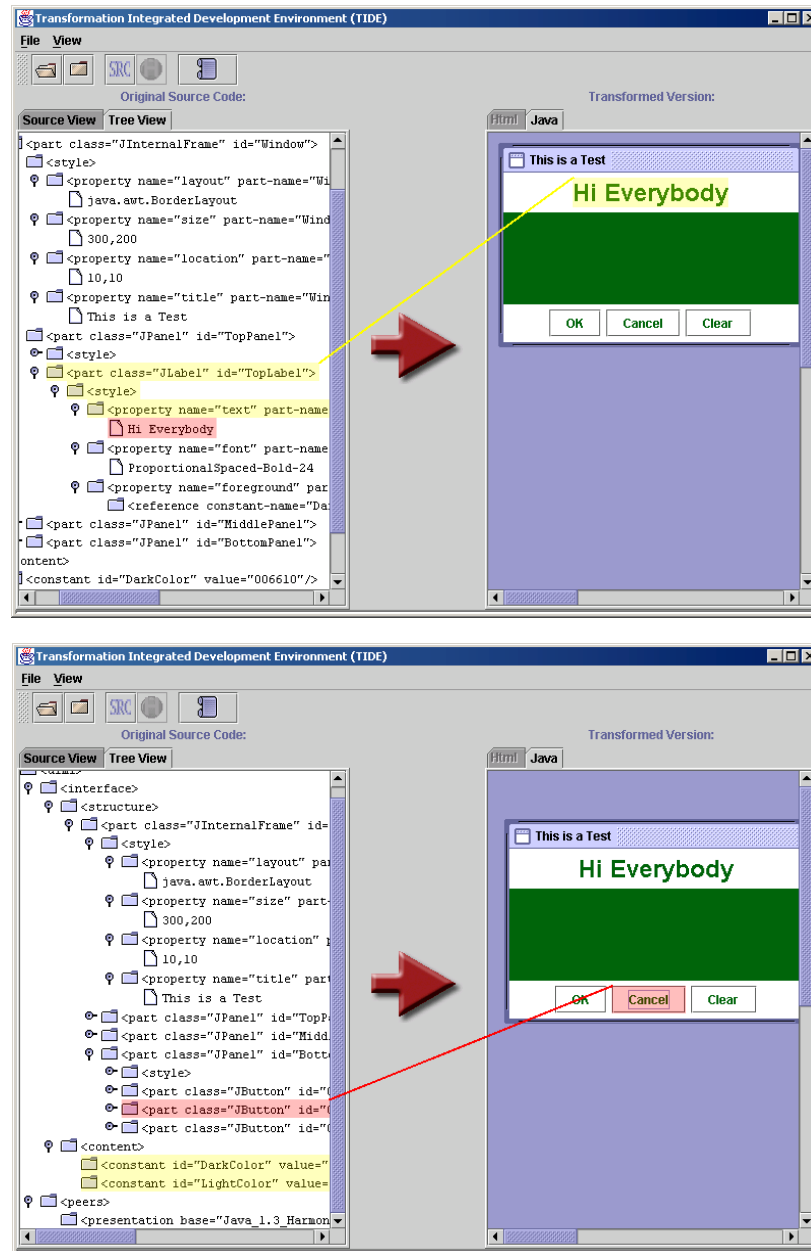 Transformation Integrated Development Environment (TIDE)
File View
SRC
Original Source Code:
Transformed Version:
Source View Tree View
Html Java
<part class="JInternalFrame" id="Window">
<style>
<property name="layout" part-name="Wi
java.awt.BorderLayout
<property name="size" part-name="Wind
300,200
<property name="location" part-name="
10,10
<property name="title" part-name="Win
This is a Test
<part class="JPanel" id="TopPanel">
<style>
<part class="JLabel" id="TopLabel">
<style>
<property name="text" part-name
Hi Everybody
<property name="font" part-name
ProportionalSpaced-Bold-24
<property name="foreground" par
<reference constant-name="Da
<part class="JPanel" id="MiddlePanel">
<part class="JPanel" id="BottomPanel">
ontent>
<constant id="DarkColor" value="006610"/>
This is a Test
Hi Everybody
OK Cancel Clear
Transformation Integrated Development Environment (TIDE)
File View
SRC
Original Source Code:
Transformed Version:
Source View Tree View
Html Java
<interface>
<structure>
<part class="JInternalFrame" id=
<style>
<property name="layout" par
java.awt.BorderLayout
<property name="size" part-
300,200
<property name="location" p
10,10
<property name="title" part
This is a Test
<part class="JPanel" id="TopP
<part class="JPanel" id="Midd
<part class="JPanel" id="Botto
<style>
<part class="JButton" id="
<part class="JButton" id="
<part class="JButton" id="
<content>
<constant id="DarkColor" value="
<constant id="LightColor" value=
<peers>
<presentation base="Java_1.3_Harmon
This is a Test
Hi Everybody
OK Cancel Clear